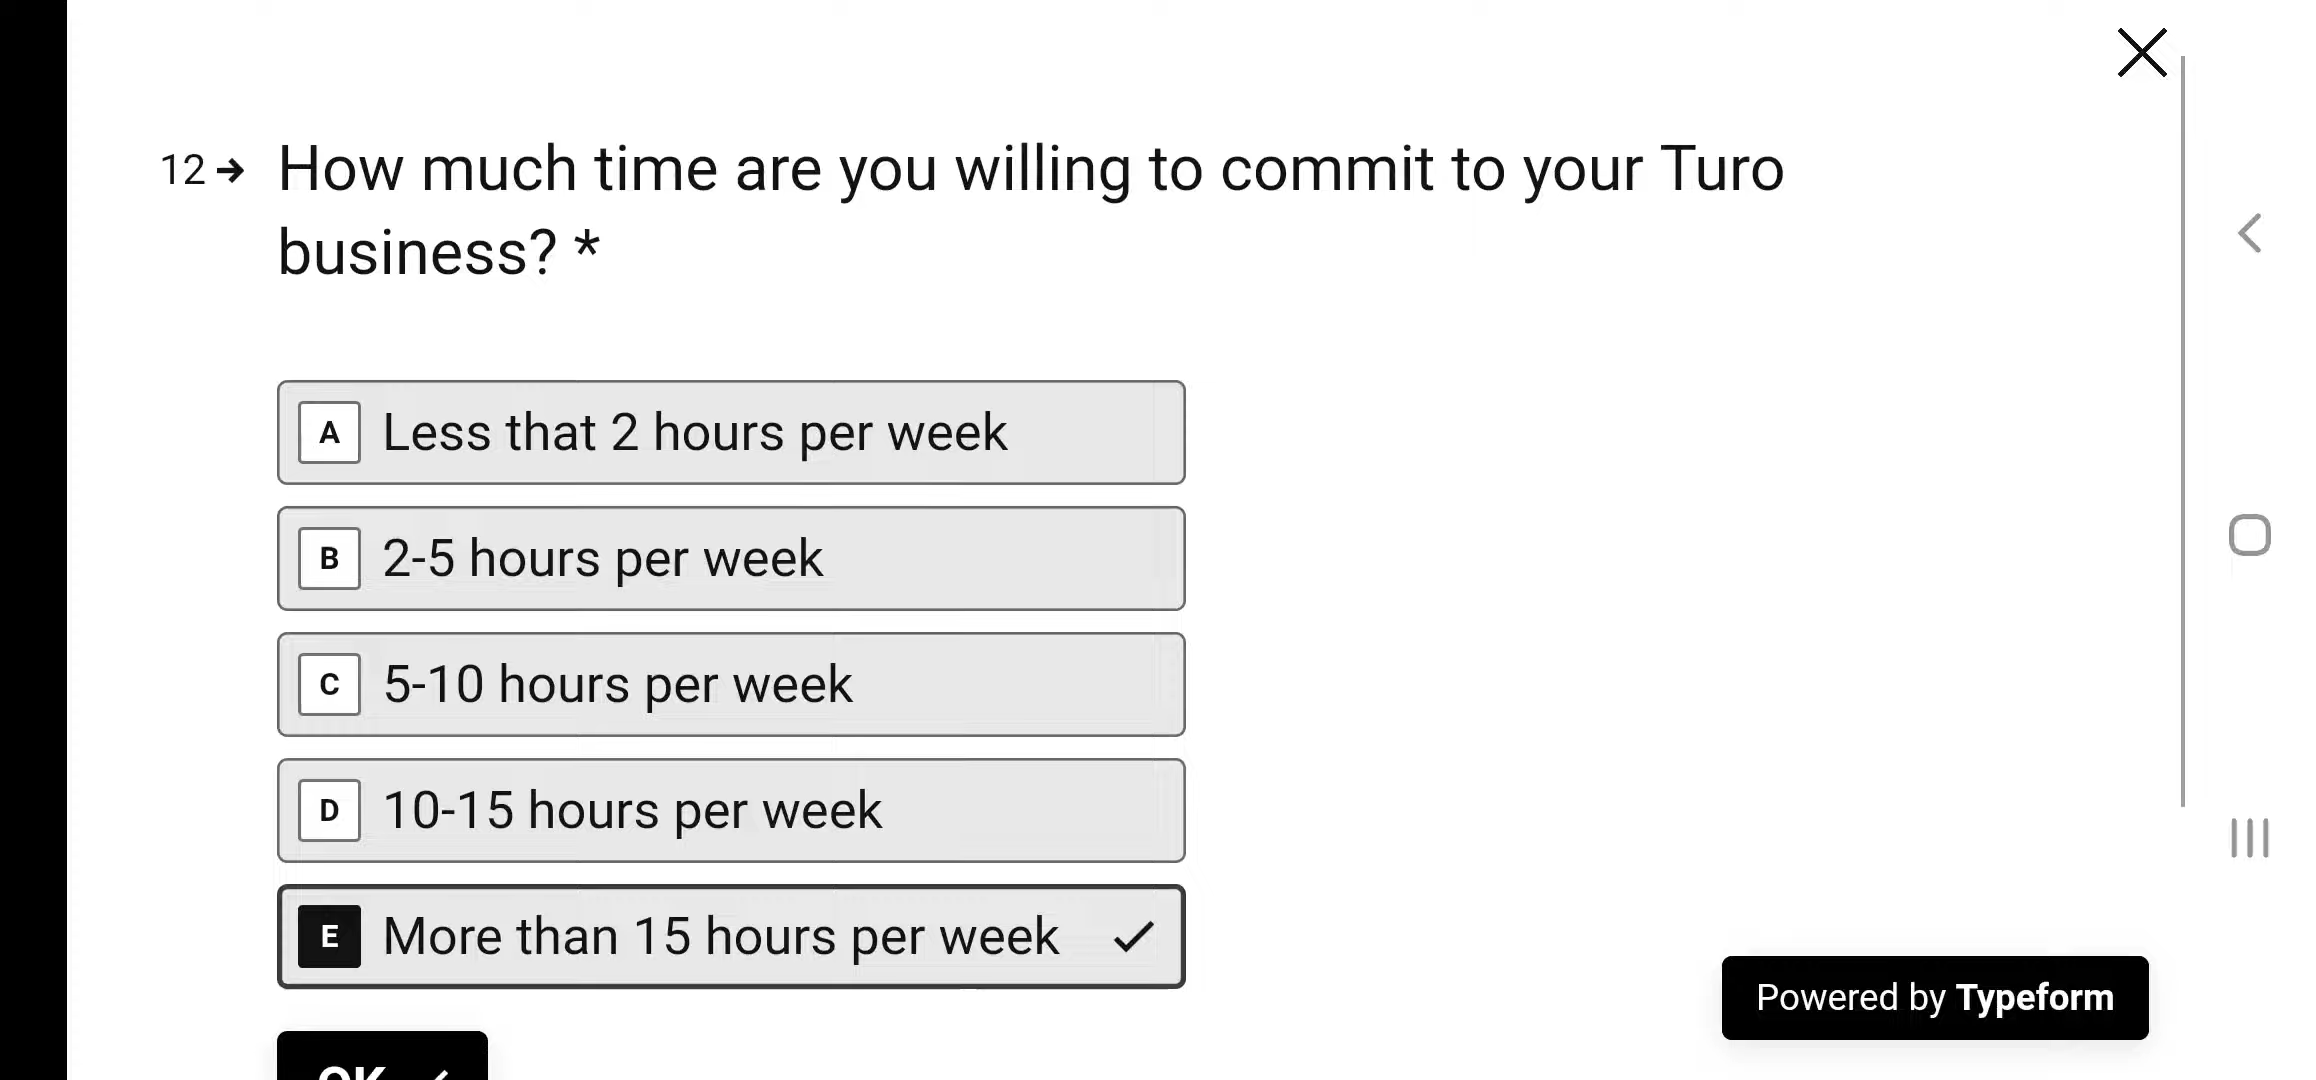 12→ How much time are you willing to commit to your Turo
business? *
A Less that 2 hours per week
B 2-5 hours per week
C 5-10 hours per week
D 10-15 hours per week
E More than 15 hours per week
OK
Powered by Typeform